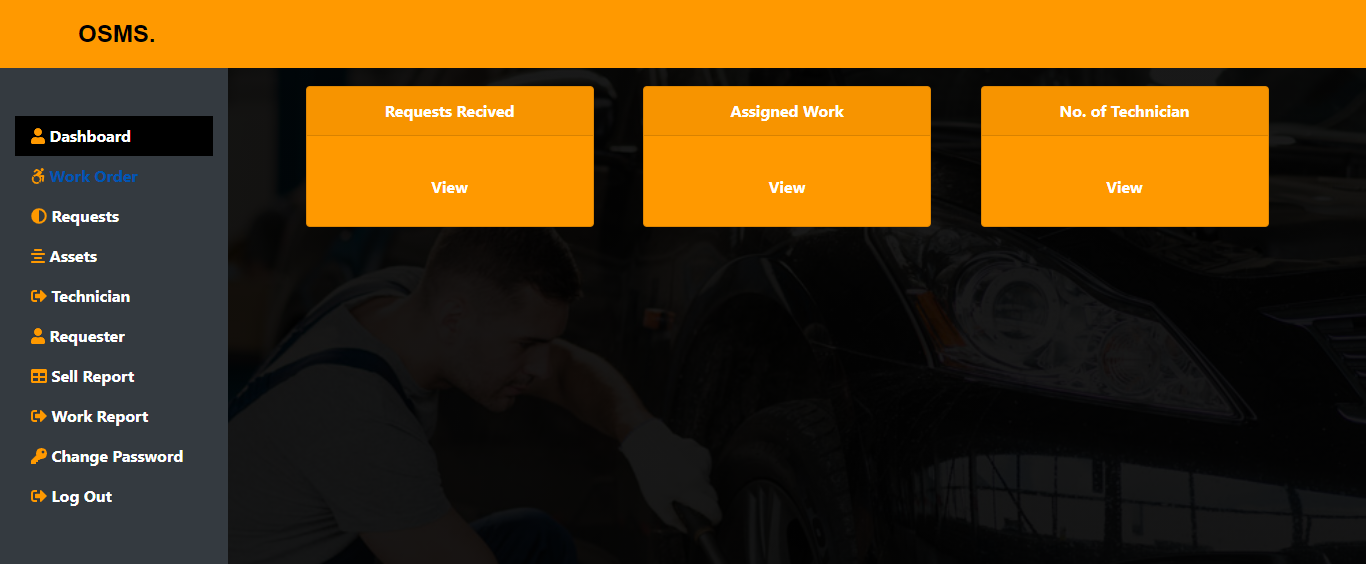 OSMS.
Dashboard
Work Order
Requests
Assets
Technician
Requester
Sell Report
Work Report
Change Password
Log Out
Requests Recived
View
Assigned Work
View
No. of Technician
View